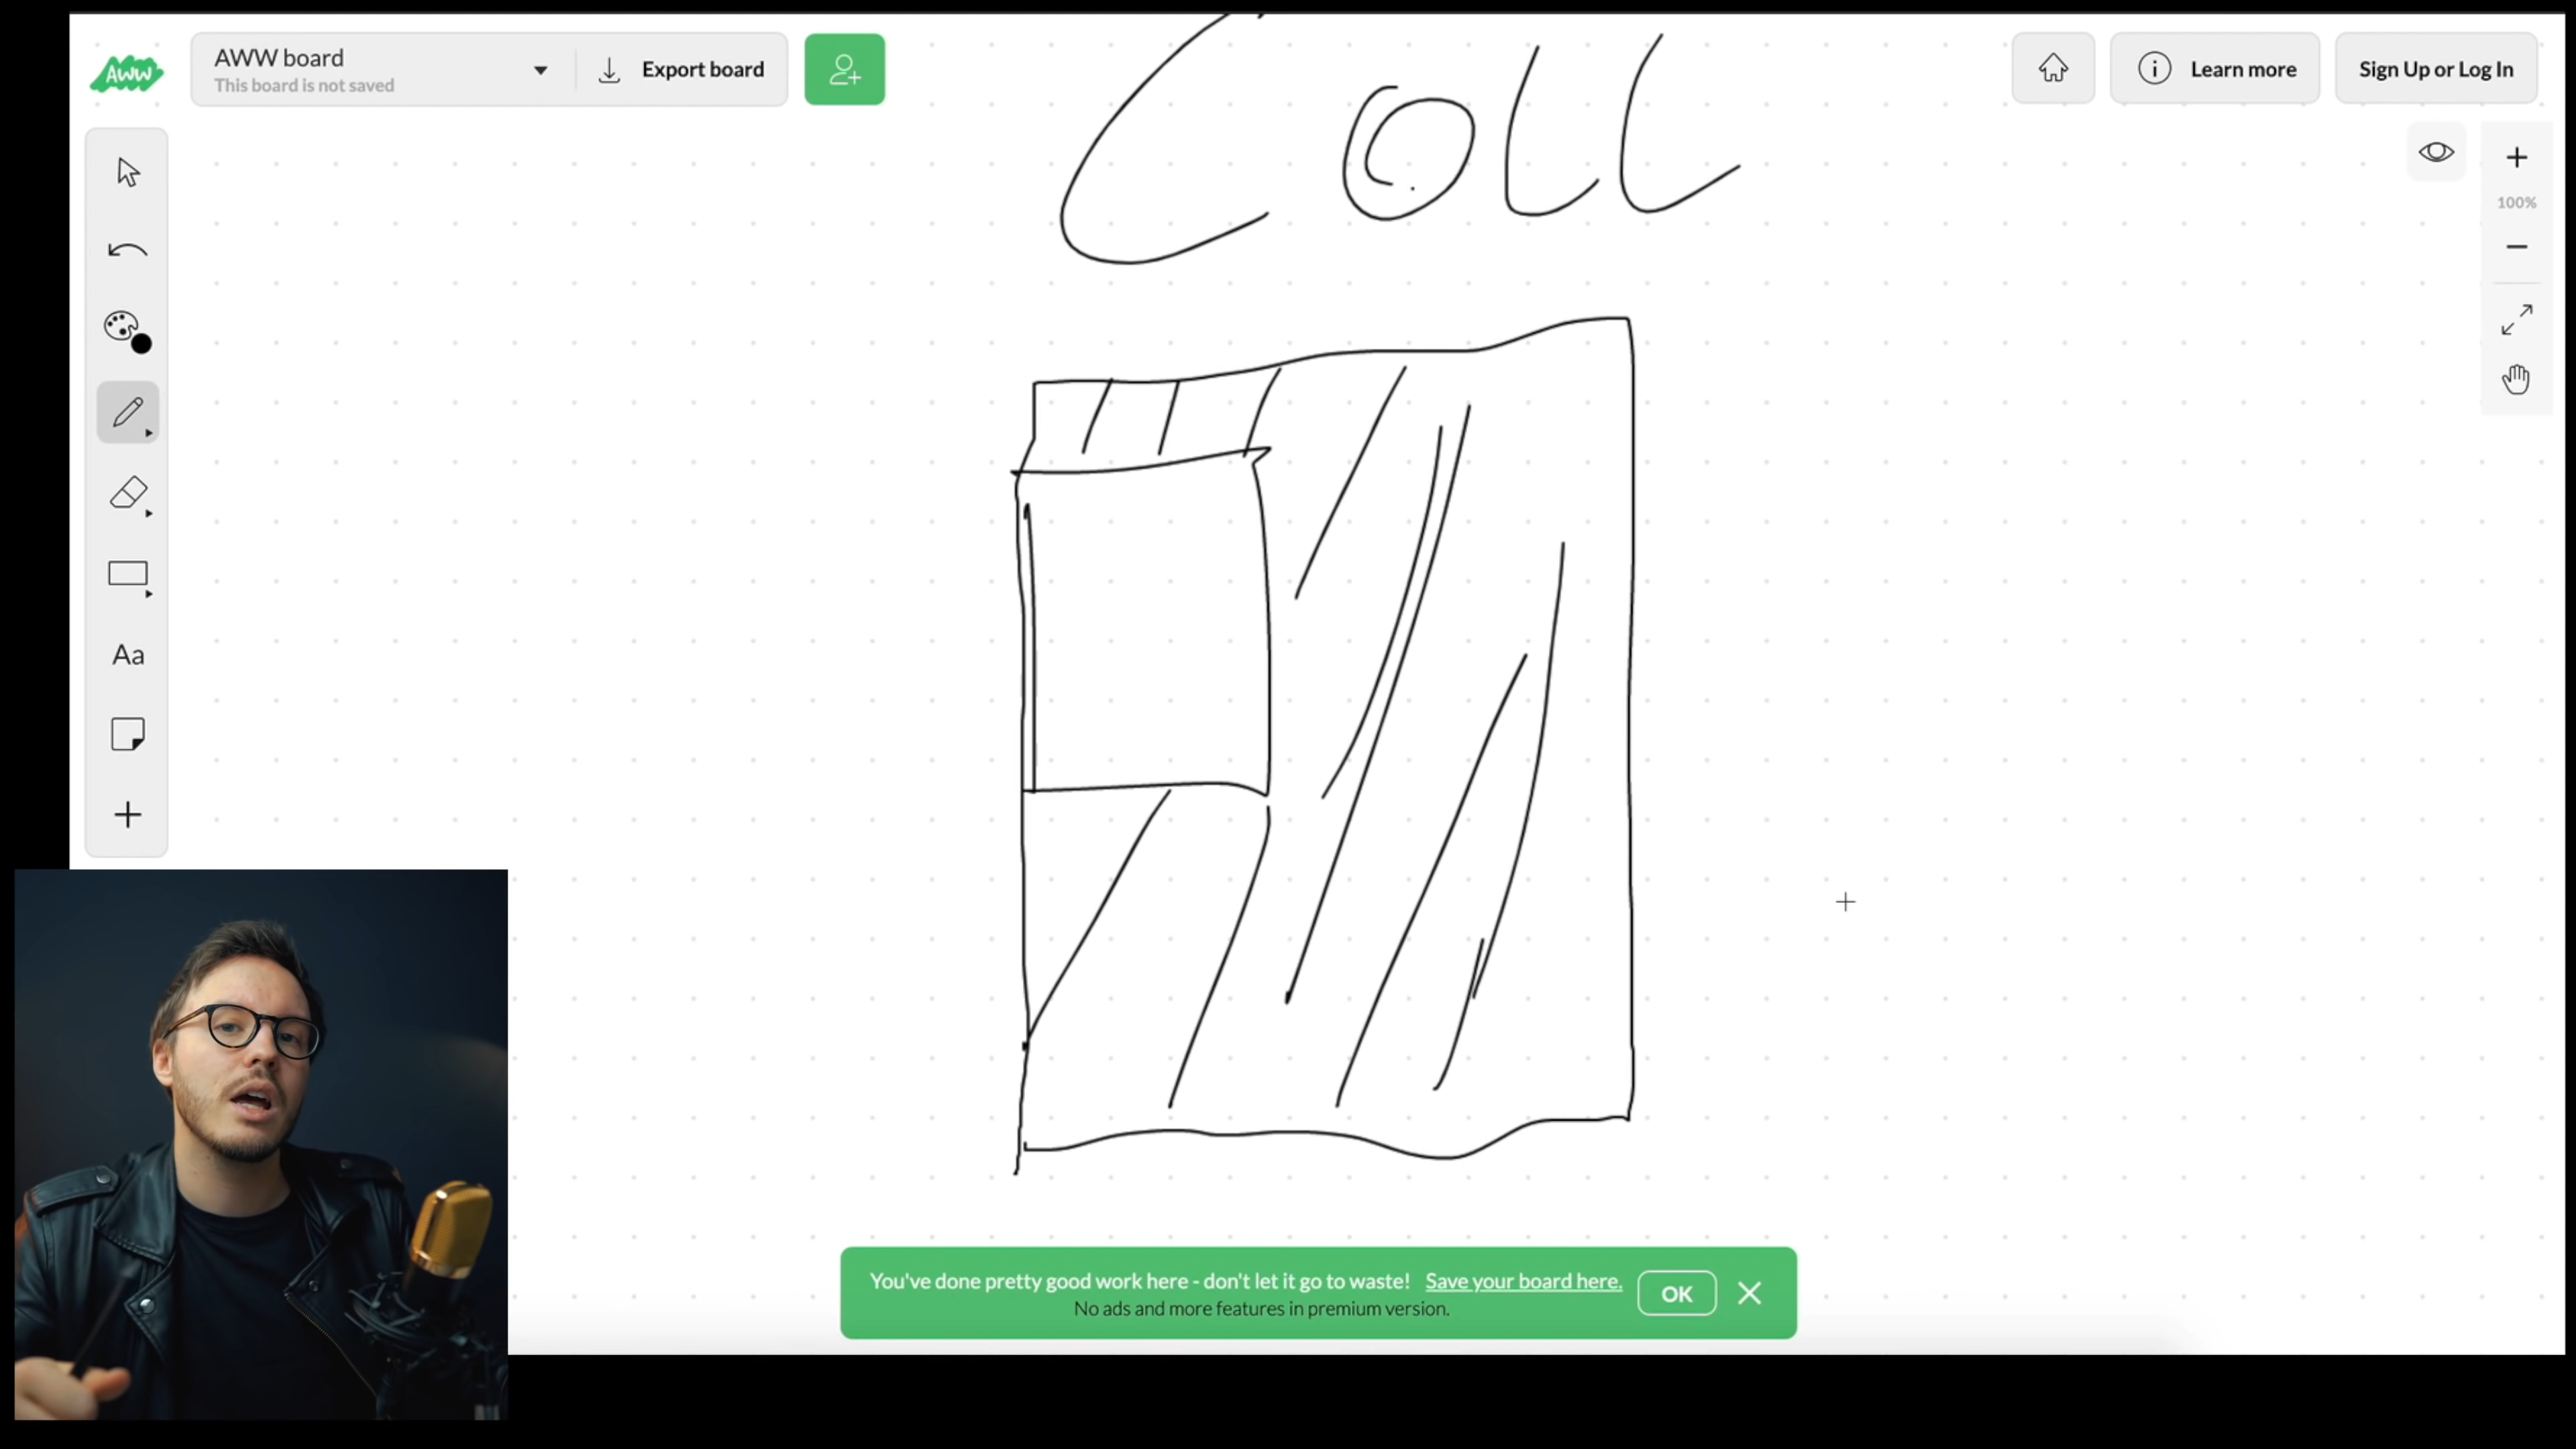 AWW
AWW board
This board is not saved
Export board
Learn more
Sign Up or Log In
Coll
100%
Aa
You've done pretty good work here - don't let it go to waste! Save your board here.
No ads and more features in premium version.
OK